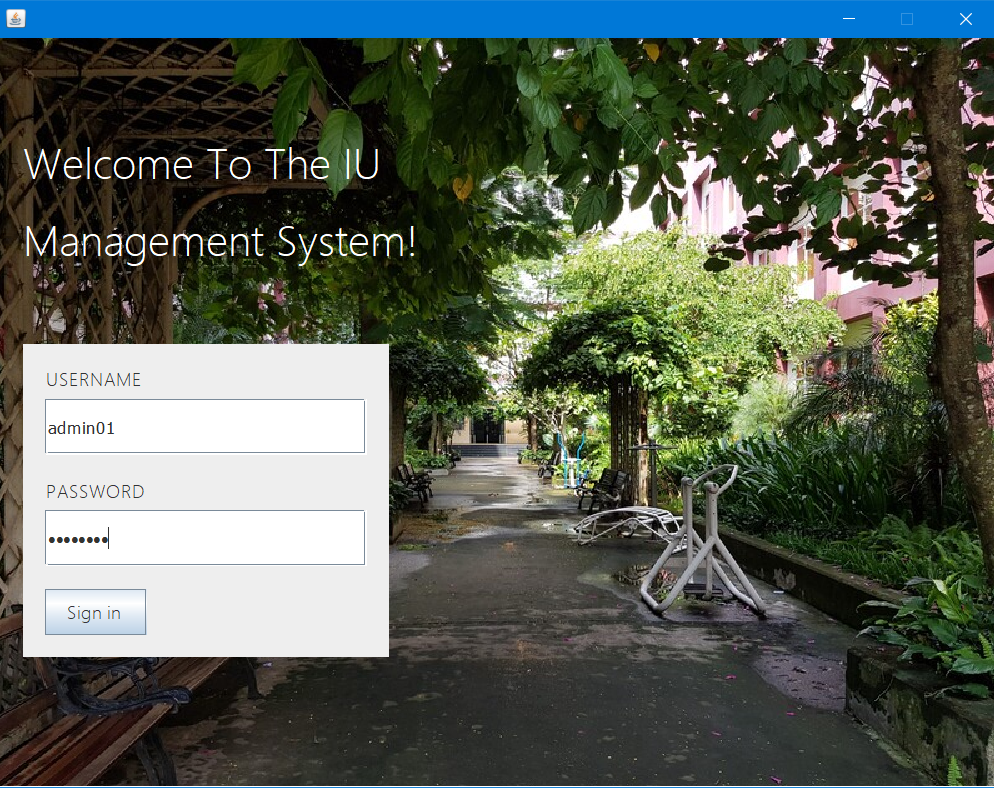 Welcome To The IU
Management System!
USERNAME
admin01
PASSWORD
••••••••
Sign in